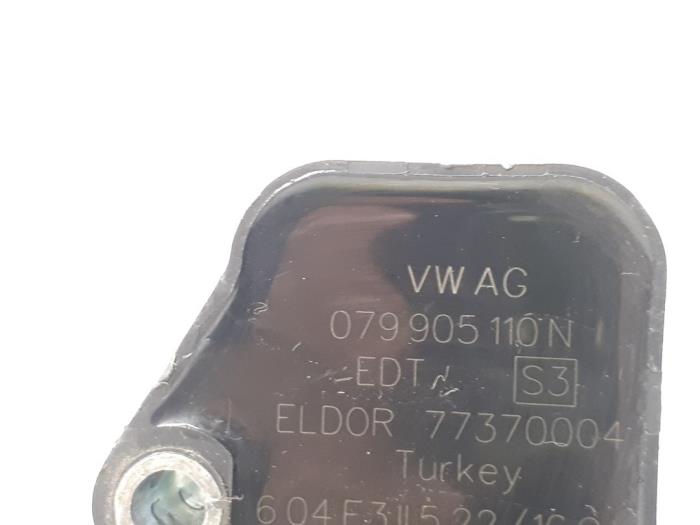 VW AG
079 905 110 N
EDT S3
ELDOR 77370004
Turkey